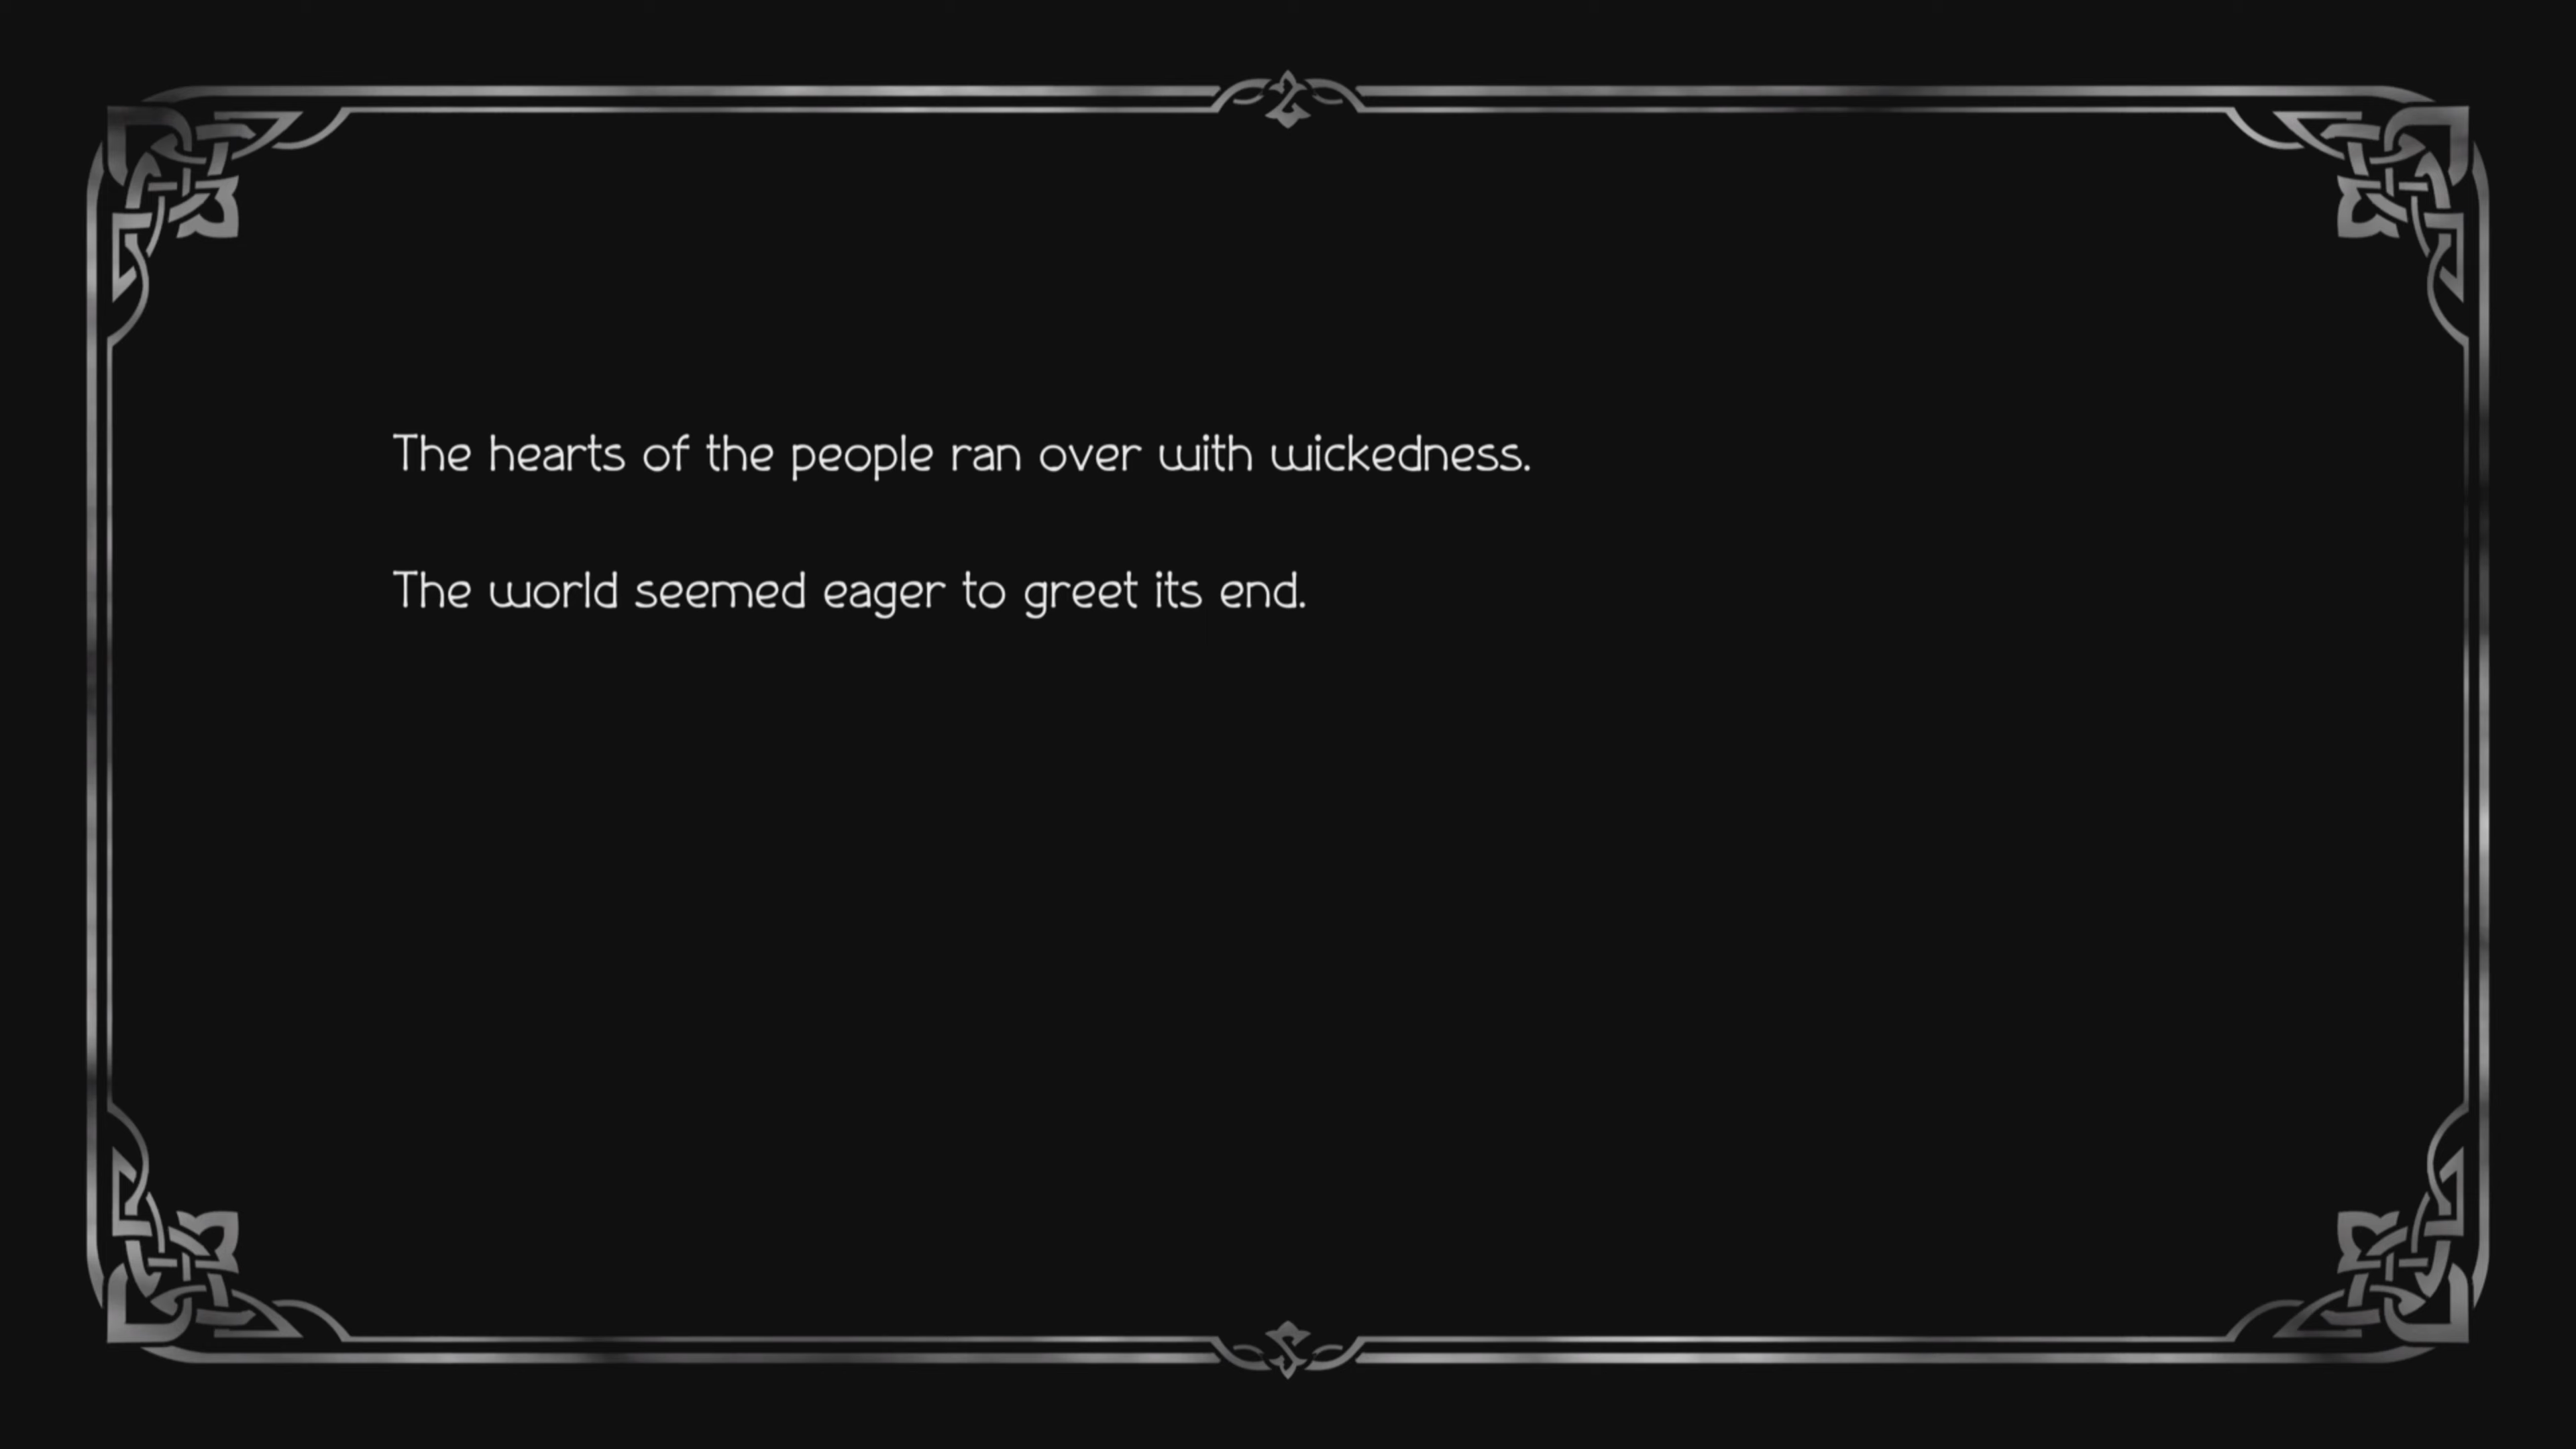 The hearts of the people ran over with wickedness.
The world seemed eager to greet its end.